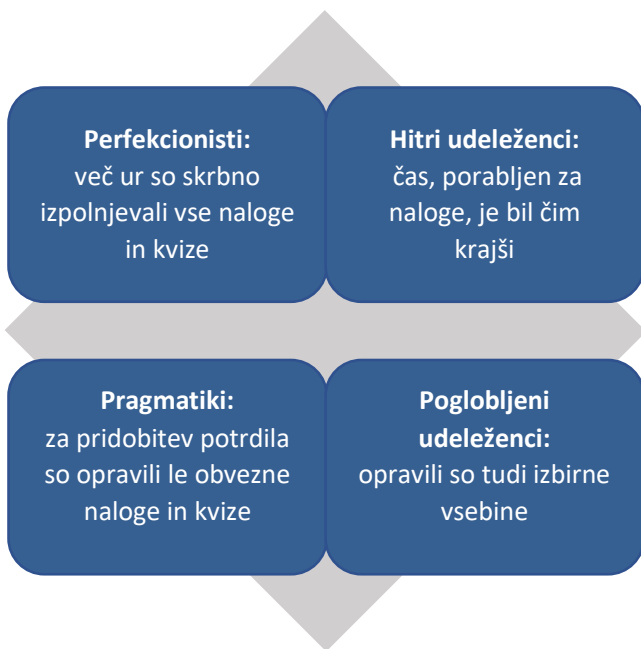 Perfekcionisti:
več ur so skrbno
izpolnjevali vse naloge
in kvize
Hitri udeleženci:
čas, porabljen za
naloge, je bil čim
krajši
Pragmatiki:
za pridobitev potrdila
so opravili le obvezne
naloge in kvize
Poglobljeni
udeleženci:
opravili so tudi izbirne
vsebine